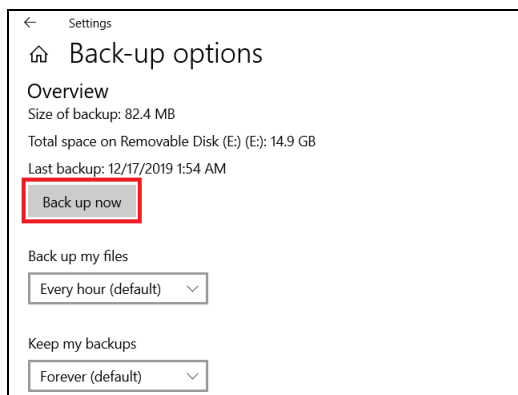 Settings
Back-up options
Overview
Size of backup: 82.4 MB
Total space on Removable Disk (E:) (E:): 14.9 GB
Last backup: 12/17/2019 1:54 AM
Back up now
Back up my files
Every hour (default)
Keep my backups
Forever (default)